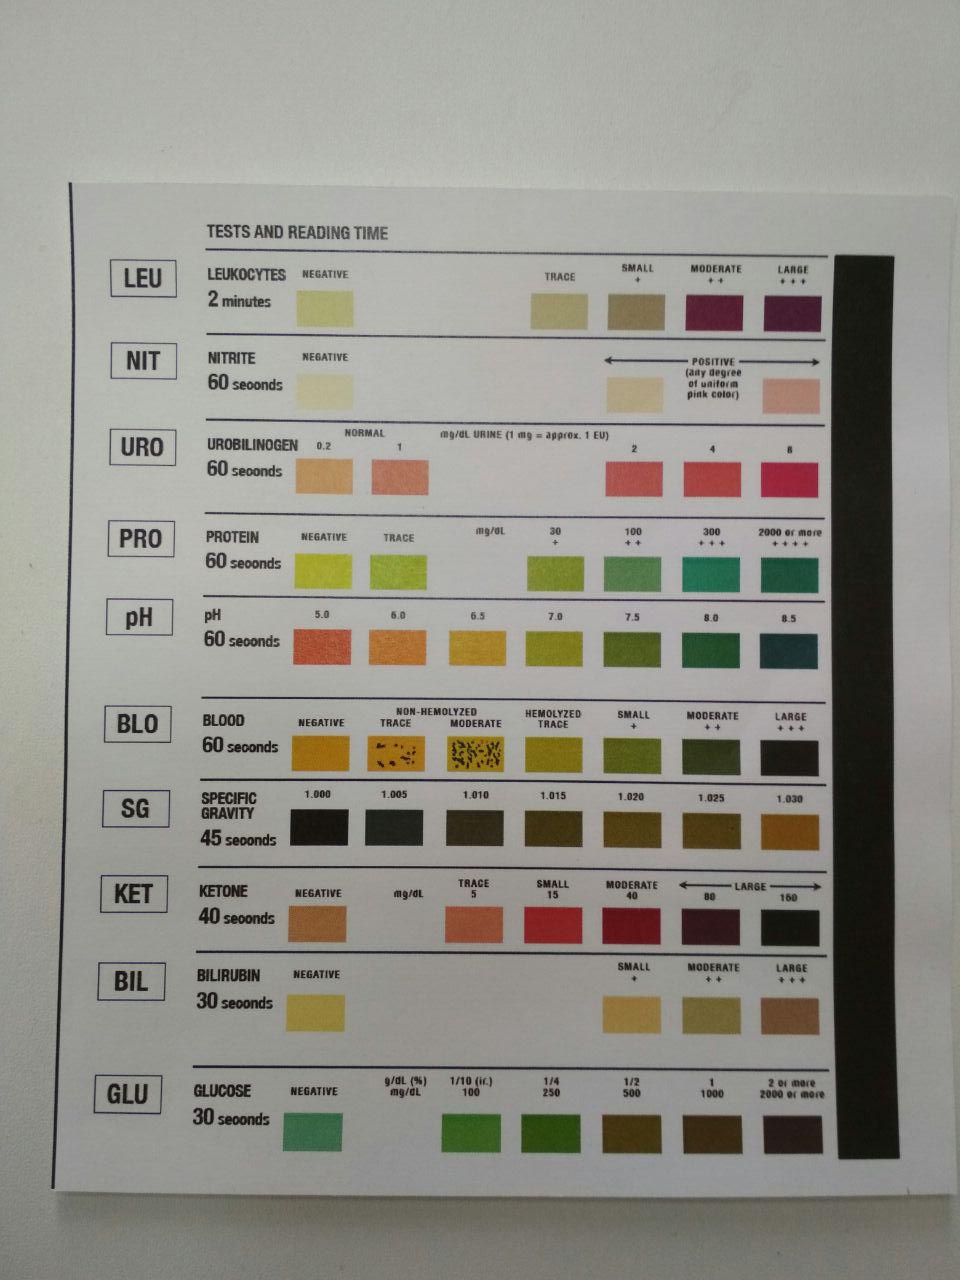 TESTS AND READING TIME
LEU
LEUKOCYTES
2 minutes
NEGATIVE
TRACE
SMALL
+
MODERATE
+ +
LARGE
+ + +
NIT
NITRITE
60 seconds
NEGATIVE
POSITIVE
(any degree
of uniform
pink color)
URO
UROBILINOGEN
60 seconds
NORMAL
0.2 1
mg/dL URINE (1 mg = approx. 1 EU)
2 4 8
PRO
PROTEIN
60 seconds
NEGATIVE
TRACE
mg/dL
30
+
100
+ +
300
+ + +
2000 or more
+ + + +
pH
pH
60 seconds
5.0 6.0 6.5 7.0 7.5 8.0 8.5
BLO
BLOOD
60 seconds
NEGATIVE
NON-HEMOLYZED
TRACE MODERATE
HEMOLYZED
TRACE
SMALL
+
MODERATE
+ +
LARGE
+ + +
SG
SPECIFIC
GRAVITY
45 seconds
1.000 1.005 1.010 1.015 1.020 1.025 1.030
KET
KETONE
40 seconds
NEGATIVE
mg/dL
TRACE
5
SMALL
15
MODERATE
40
LARGE
80 160
BIL
BILIRUBIN
30 seconds
NEGATIVE
SMALL
+
MODERATE
+ +
LARGE
+ + +
GLU
GLUCOSE
30 seconds
NEGATIVE
g/dL (%)
mg/dL
1/10 (tr.)
100
1/4
250
1/2
500
1
1000
2 or more
2000 or more